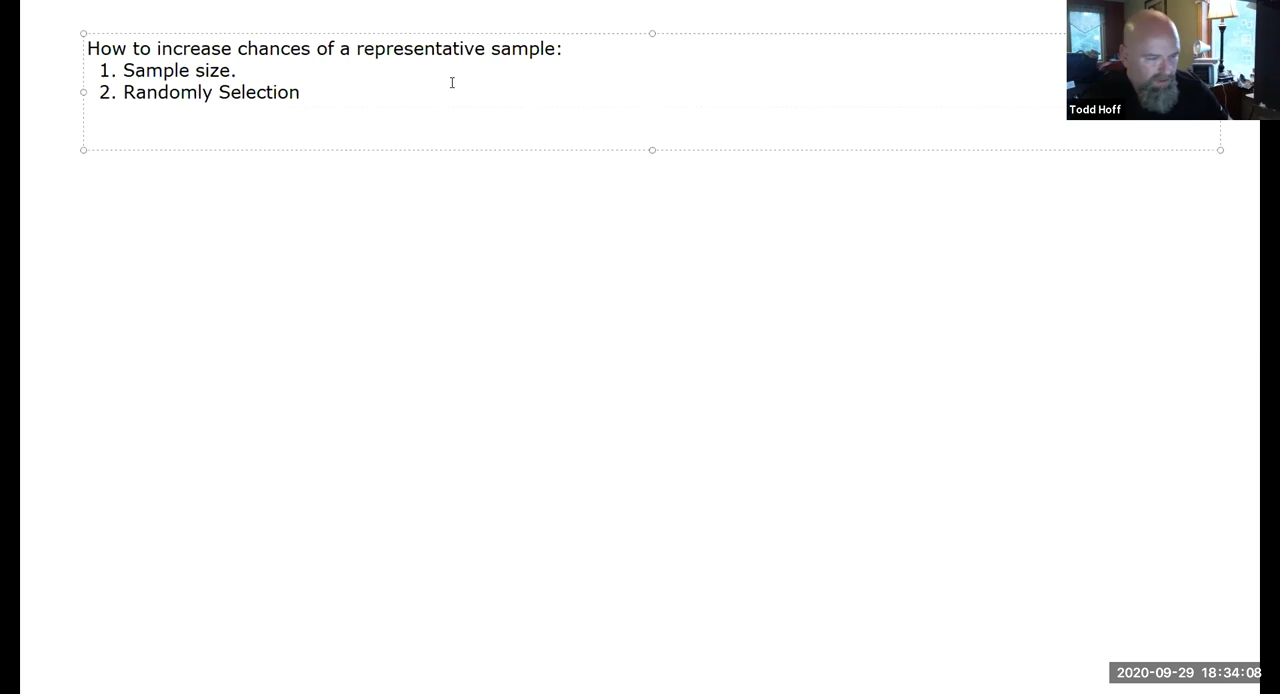 How to increase chances of a representative sample:
1. Sample size.
2. Randomly Selection
Todd Hoff
2020-09-29 18:34:08